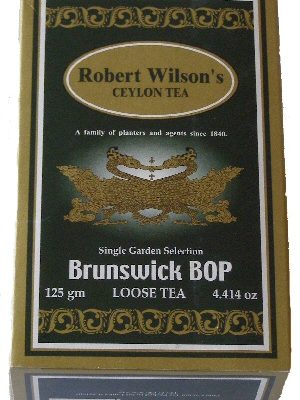 Robert Wilson's
CEYLON TEA
A family of planters and agents since 1840.
Single Garden Selection
Brunswick BOP
125 gm LOOSE TEA 4.414 oz